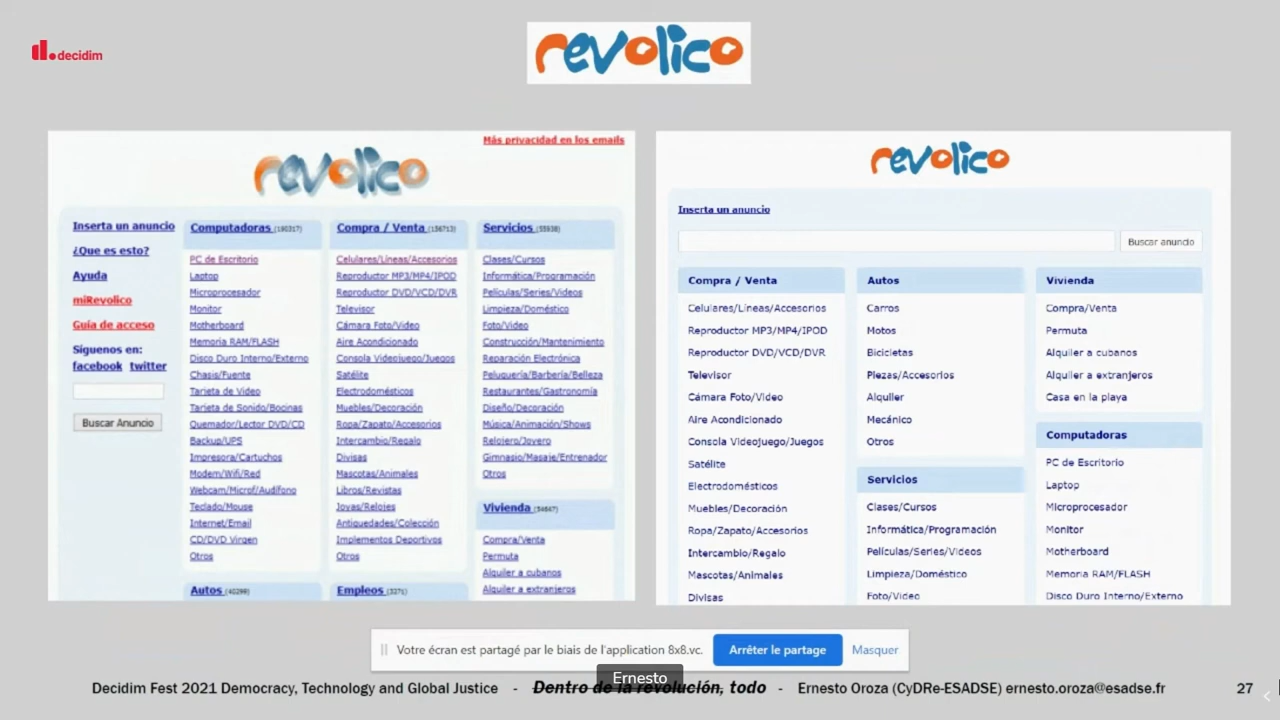 decidim
revolico
Más privacidad en los emails
revolico
Inserta un anuncio
¿Que es esto?
Ayuda
miRevolico
Guía de acceso
Síguenos en:
facebook twitter
Buscar Anuncio
Computadoras (190317)
PC de Escritorio
Laptop
Microprocesador
Monitor
Motherboard
Memoria RAM/FLASH
Disco Duro Interno/Externo
Chasis/Fuente
Tarjeta de Video
Tarjeta de Sonido/Bocinas
Quemador/Lector DVD/CD
Backup/UPS
Impresora/Cartuchos
Modem/Wifi/Red
Webcam/Microf/Audífono
Teclado/Mouse
Internet/Email
CD/DVD Virgen
Otros
Autos (40299)
Compra / Venta (156713)
Celulares/Líneas/Accesorios
Reproductor MP3/MP4/IPOD
Reproductor DVD/VCD/DVR
Televisor
Cámara Foto/Video
Aire Acondicionado
Consola Videojuego/Juegos
Satélite
Electrodomésticos
Muebles/Decoración
Ropa/Zapato/Accesorios
Intercambio/Regalo
Divisas
Mascotas/Animales
Libros/Revistas
Joyas/Relojes
Antiquedades/Colección
Implementos Deportivos
Otros
Empleos (3271)
Servicios (55938)
Clases/Cursos
Informática/Programación
Películas/Series/Videos
Limpieza/Doméstico
Foto/Video
Construcción/Mantenimiento
Reparación Electrónica
Peluquería/Barbería/Belleza
Restaurantes/Gastronomía
Diseño/Decoración
Música/Animación/Shows
Relojero/Joyero
Gimnasio/Masaje/Entrenador
Otros
Vivienda (54647)
Compra/Venta
Permuta
Alquiler a cubanos
Alquiler a extranjeros
revolico
Inserta un anuncio
Buscar anuncio
Compra / Venta
Celulares/Líneas/Accesorios
Reproductor MP3/MP4/IPOD
Reproductor DVD/VCD/DVR
Televisor
Cámara Foto/Video
Aire Acondicionado
Consola Videojuego/Juegos
Satélite
Electrodomésticos
Muebles/Decoración
Ropa/Zapato/Accesorios
Intercambio/Regalo
Mascotas/Animales
Divisas
Autos
Carros
Motos
Bicicletas
Piezas/Accesorios
Alquiler
Mecánico
Otros
Servicios
Clases/Cursos
Informática/Programación
Películas/Series/Videos
Limpieza/Doméstico
Foto/Video
Vivienda
Compra/Venta
Permuta
Alquiler a cubanos
Alquiler a extranjeros
Casa en la playa
Computadoras
PC de Escritorio
Laptop
Microprocesador
Monitor
Motherboard
Memoria RAM/FLASH
Disco Duro Interno/Externo
Votre écran est partagé par le biais de l'application 8x8.vc. Arrêter le partage Masquer
Ernesto
Decidim Fest 2021 Democracy, Technology and Global Justice - Dentro de la revolución, todo - Ernesto Oroza (CyDRe-ESADSE) ernesto.oroza@esadse.fr 27